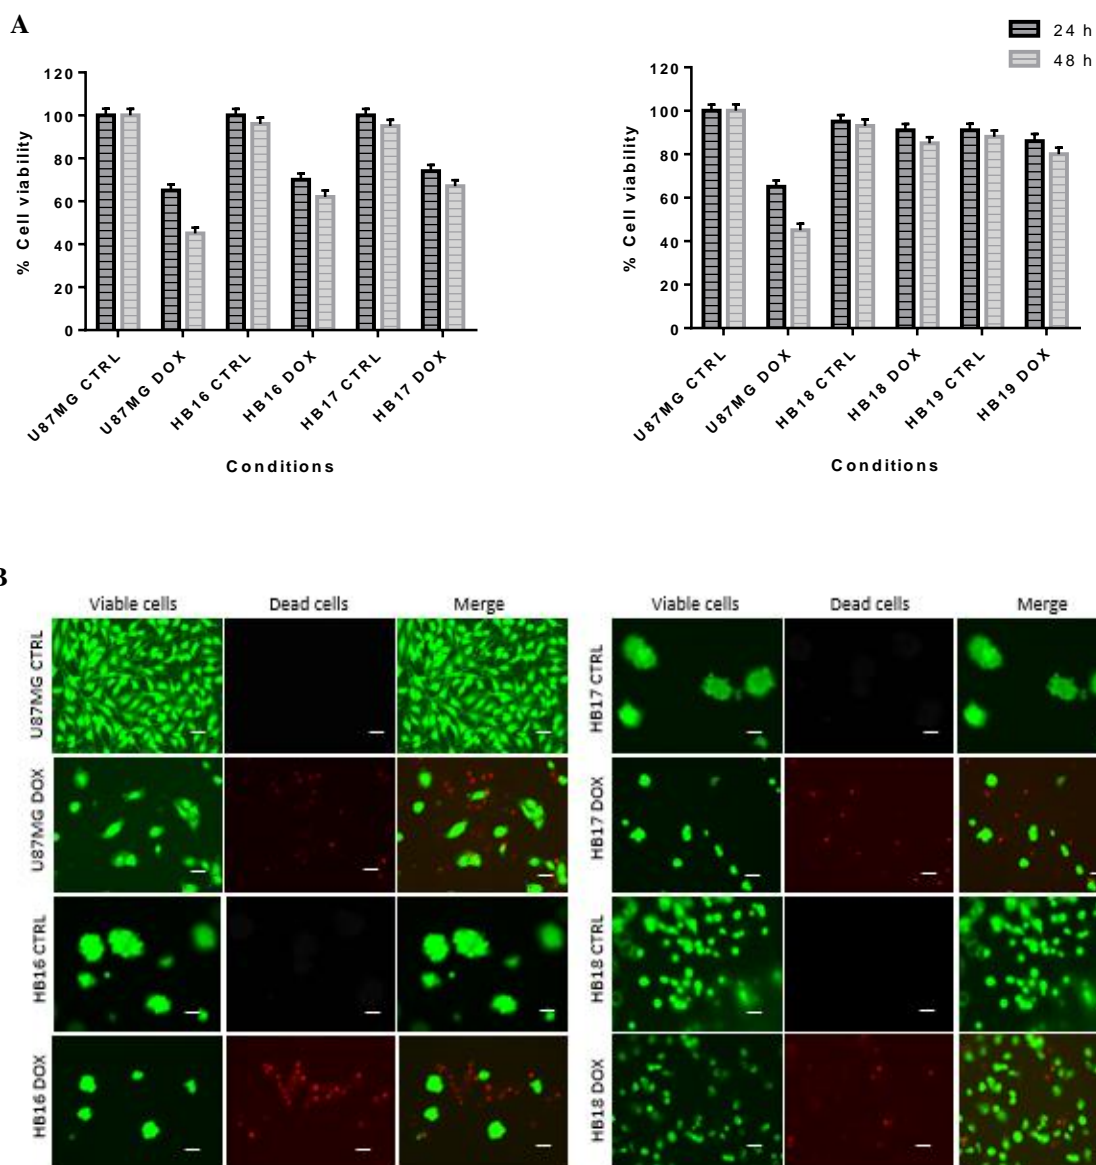 A
24 h
48 h
% Cell viability
120
100
80
60
40
20
0
U87MG CTRL
U87MG DOX
HB16 CTRL
HB16 DOX
HB17 CTRL
HB17 DOX
Conditions
% Cell viability
120
100
80
60
40
20
0
U87MG CTRL
U87MG DOX
HB18 CTRL
HB18 DOX
HB19 CTRL
HB19 DOX
Conditions
B
Viable cells Dead cells Merge
U87MG CTRL
U87MG DOX
HB16 CTRL
HB16 DOX
Viable cells Dead cells Merge
HB17 CTRL
HB17 DOX
HB18 CTRL
HB18 DOX